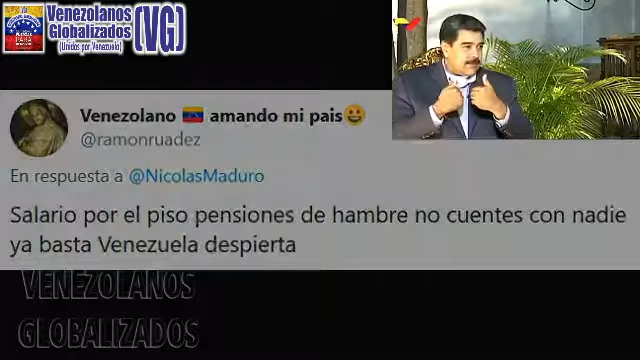 Venezolanos
Globalizados
(Unidos por Venezuela)
(VG)
Venezolano 🇻🇪 amando mi pais😀
@ramonruadez
En respuesta a @NicolasMaduro
Salario por el piso pensiones de hambre no cuentes con nadie
ya basta Venezuela despierta
VENEZOLANOS
GLOBALIZADOS